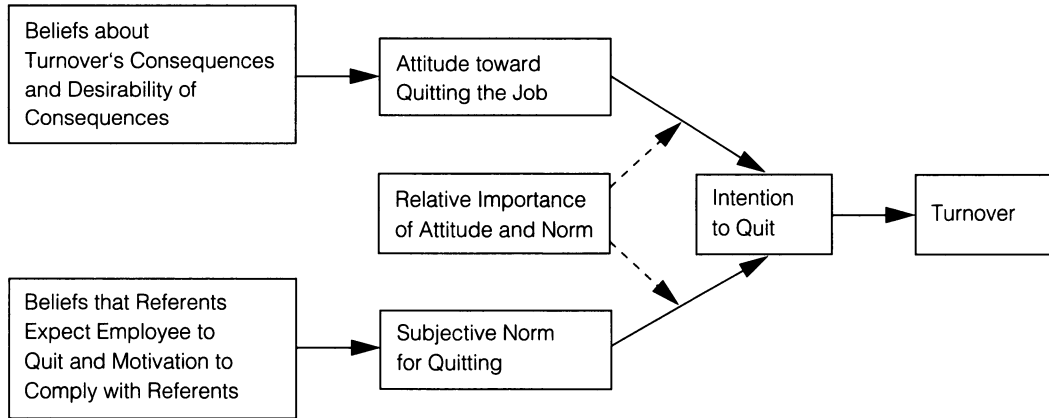 Beliefs about
Turnover's Consequences
and Desirability of
Consequences
Attitude toward
Quitting the Job
Relative Importance
of Attitude and Norm
Intention
to Quit
Turnover
Beliefs that Referents
Expect Employee to
Quit and Motivation to
Comply with Referents
Subjective Norm
for Quitting